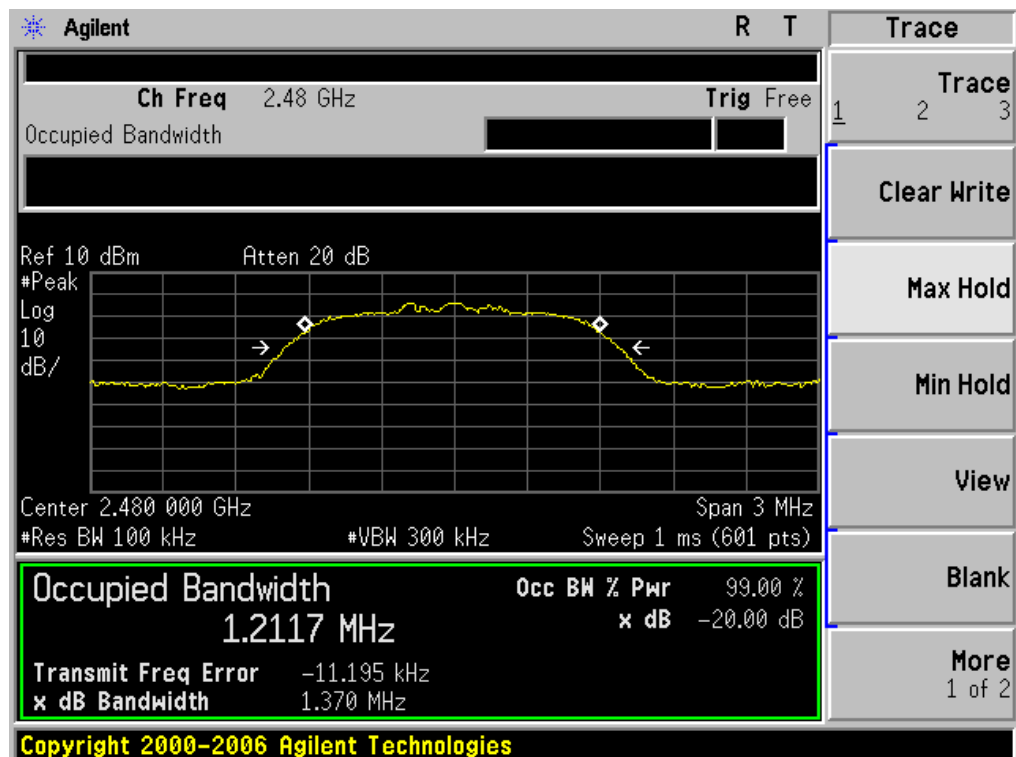 Agilent R T
Ch Freq 2.48 GHz Trig Free
Occupied Bandwidth
Ref 10 dBm Atten 20 dB
#Peak
Log
10
dB/
Center 2.480 000 GHz Span 3 MHz
#Res BW 100 kHz #VBW 300 kHz Sweep 1 ms (601 pts)
Occupied Bandwidth Occ BW % Pwr 99.00 %
1.2117 MHz x dB -20.00 dB
Transmit Freq Error -11.195 kHz
x dB Bandwidth 1.370 MHz
Copyright 2000-2006 Agilent Technologies
Trace
Trace
1 2 3
Clear Write
Max Hold
Min Hold
View
Blank
More
1 of 2